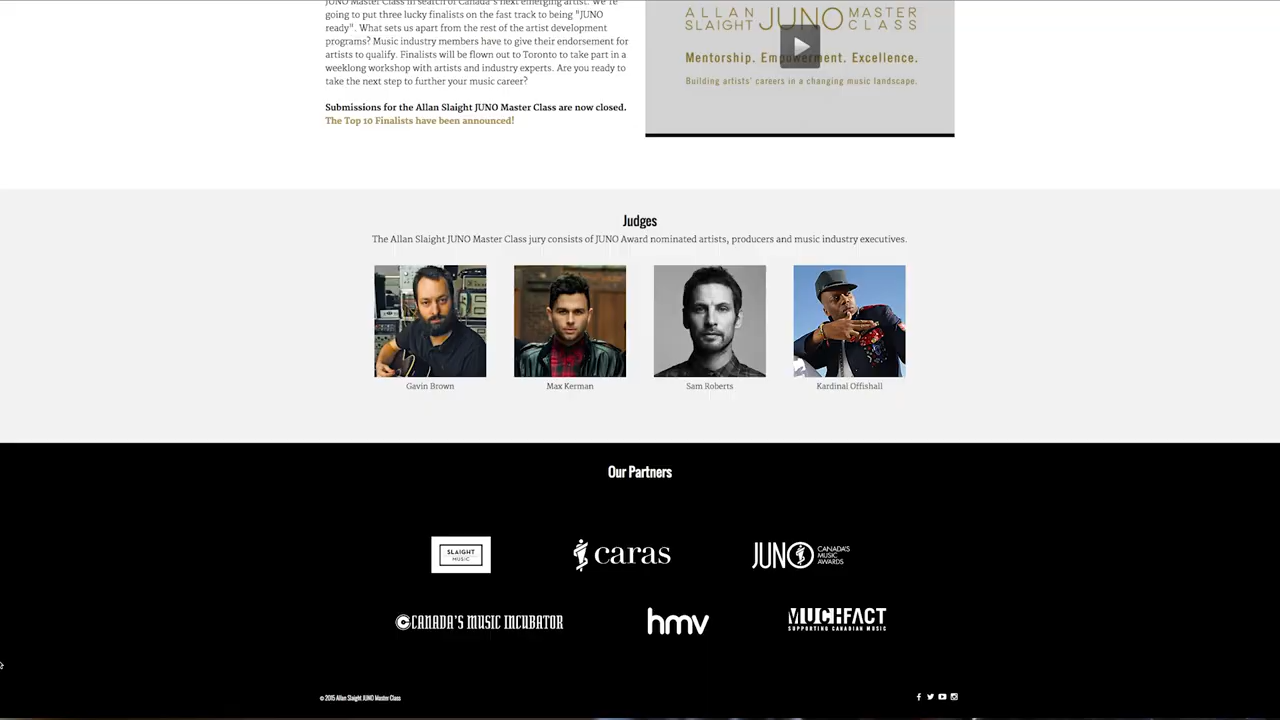 JUNO Master Class in search of Canada's next emerging artist. We're
going to put three lucky finalists on the fast track to being "JUNO
ready". What sets us apart from the rest of the artist development
programs? Music industry members have to give their endorsement for
artists to qualify. Finalists will be flown out to Toronto to take part in a
weeklong workshop with artists and industry experts. Are you ready to
take the next step to further your music career?
Submissions for the Allan Slaight JUNO Master Class are now closed.
The Top 10 Finalists have been announced!
ALLAN SLAIGHT JUNO MASTER CLASS
Mentorship. Empowerment. Excellence.
Building artists' careers in a changing music landscape.
Judges
The Allan Slaight JUNO Master Class jury consists of JUNO Award nominated artists, producers and music industry executives.
Gavin Brown
Max Kerman
Sam Roberts
Kardinal Offishall
Our Partners
SLAIGHT
MUSIC
caras
JUNO CANADA'S
MUSIC
AWARDS
CANADA'S MUSIC INCUBATOR
hmv
MUCHFACT
SUPPORTING CANADIAN MUSIC
© 2015 Allan Slaight JUNO Master Class